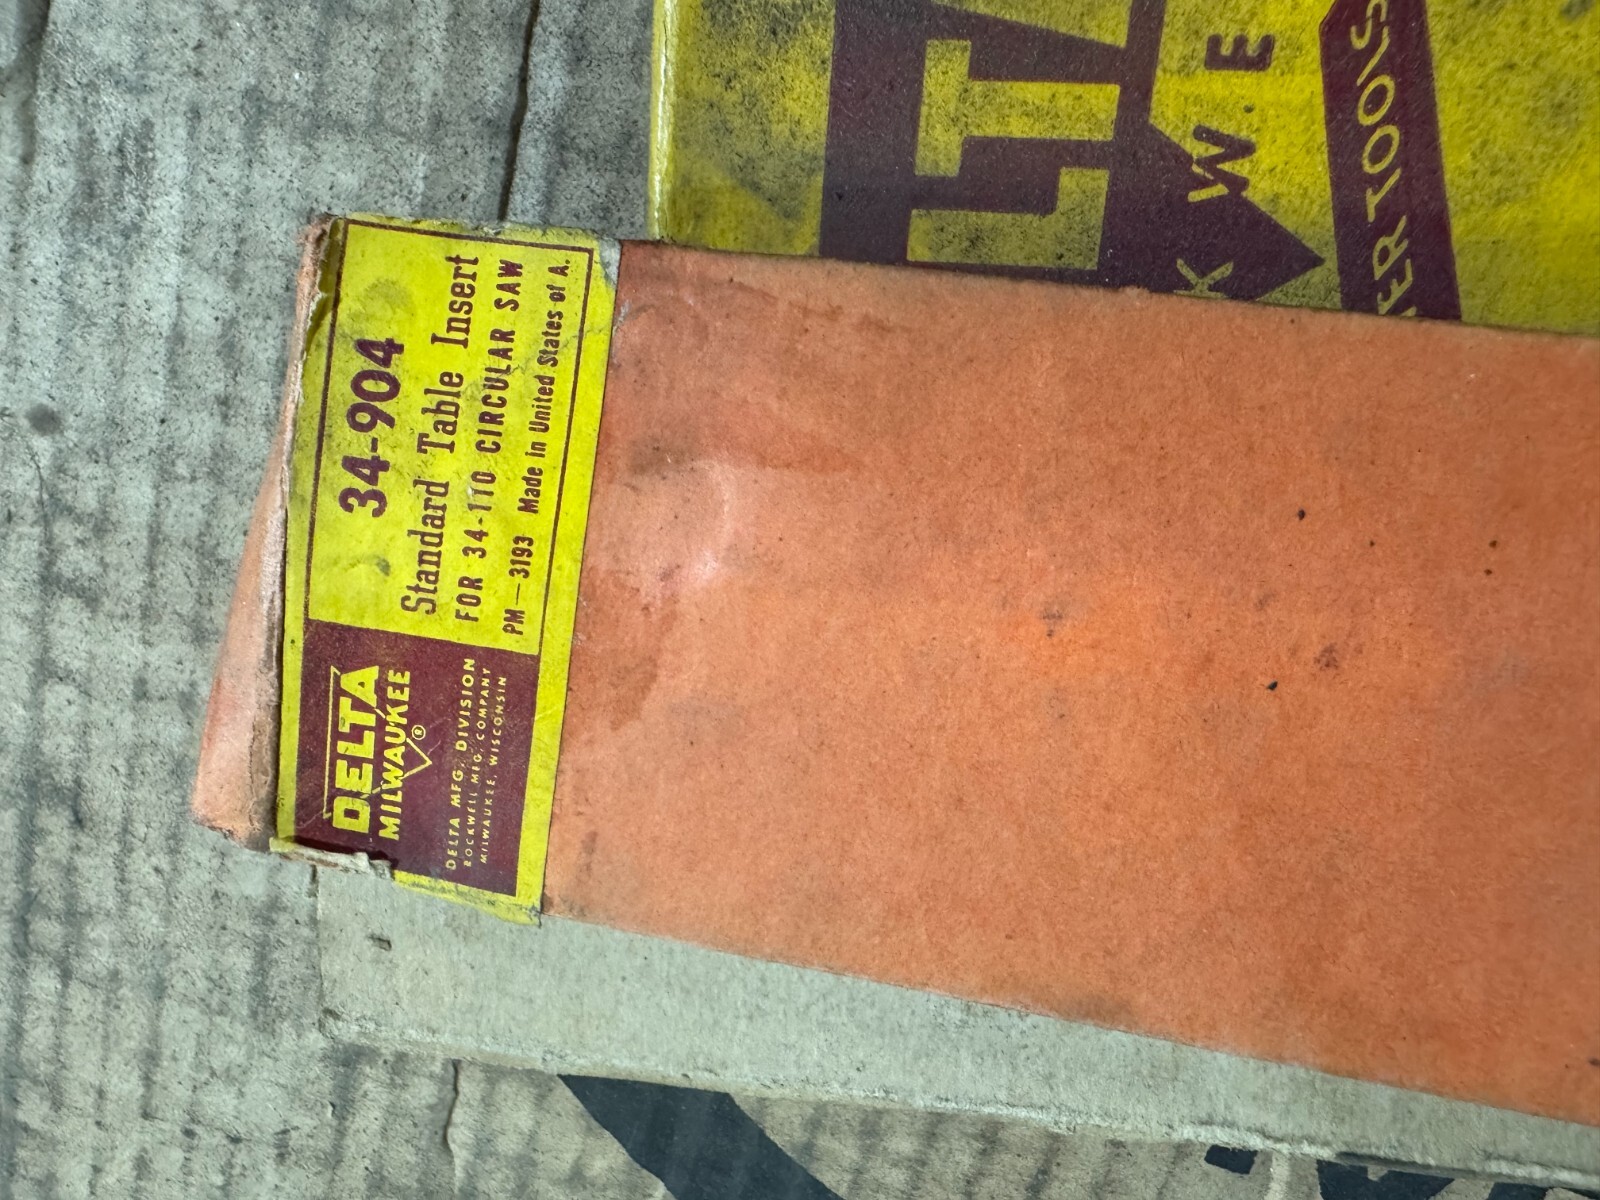 34-904
Standard Table Insert
FOR 34-110 CIRCULAR SAW
PM — 3193 Made in United States of A.
DELTA
MILWAUKEE
®
DELTA MFG. DIVISION
ROCKWELL MFG. COMPANY
MILWAUKEE, WISCONSIN
TOOLS